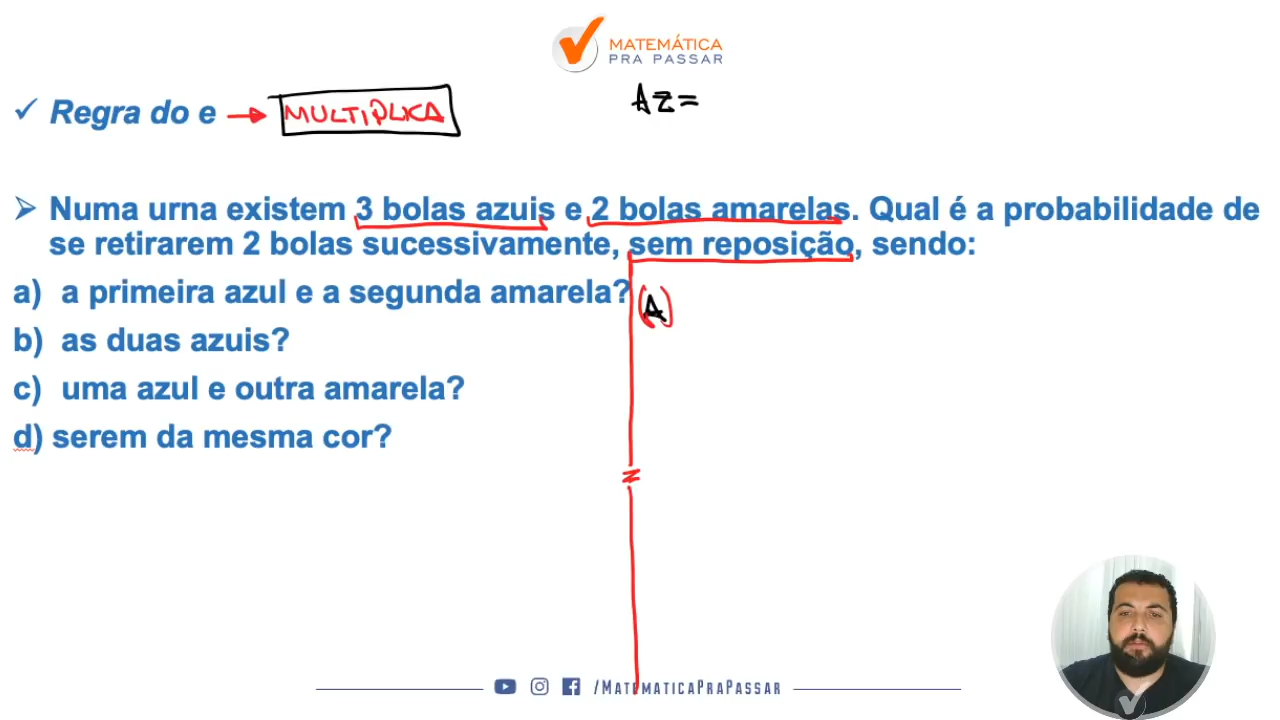 MATEMÁTICA
PRA PASSAR
✓ Regra do e → MULTIPLICA
AZ=
➢ Numa urna existem 3 bolas azuis e 2 bolas amarelas. Qual é a probabilidade de
se retirarem 2 bolas sucessivamente, sem reposição, sendo:
a) a primeira azul e a segunda amarela?
(A)
b) as duas azuis?
c) uma azul e outra amarela?
d) serem da mesma cor?
/MatematicaPraPassar